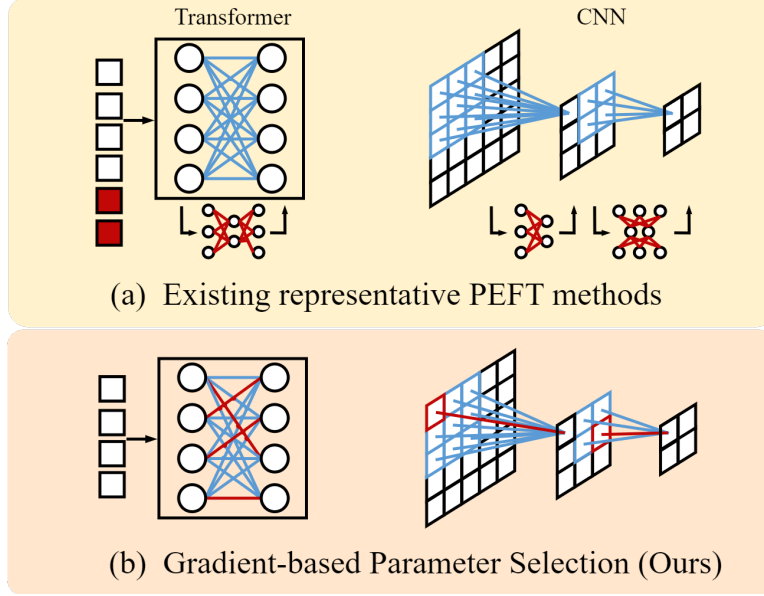 Transformer
CNN
(a) Existing representative PEFT methods
(b) Gradient-based Parameter Selection (Ours)